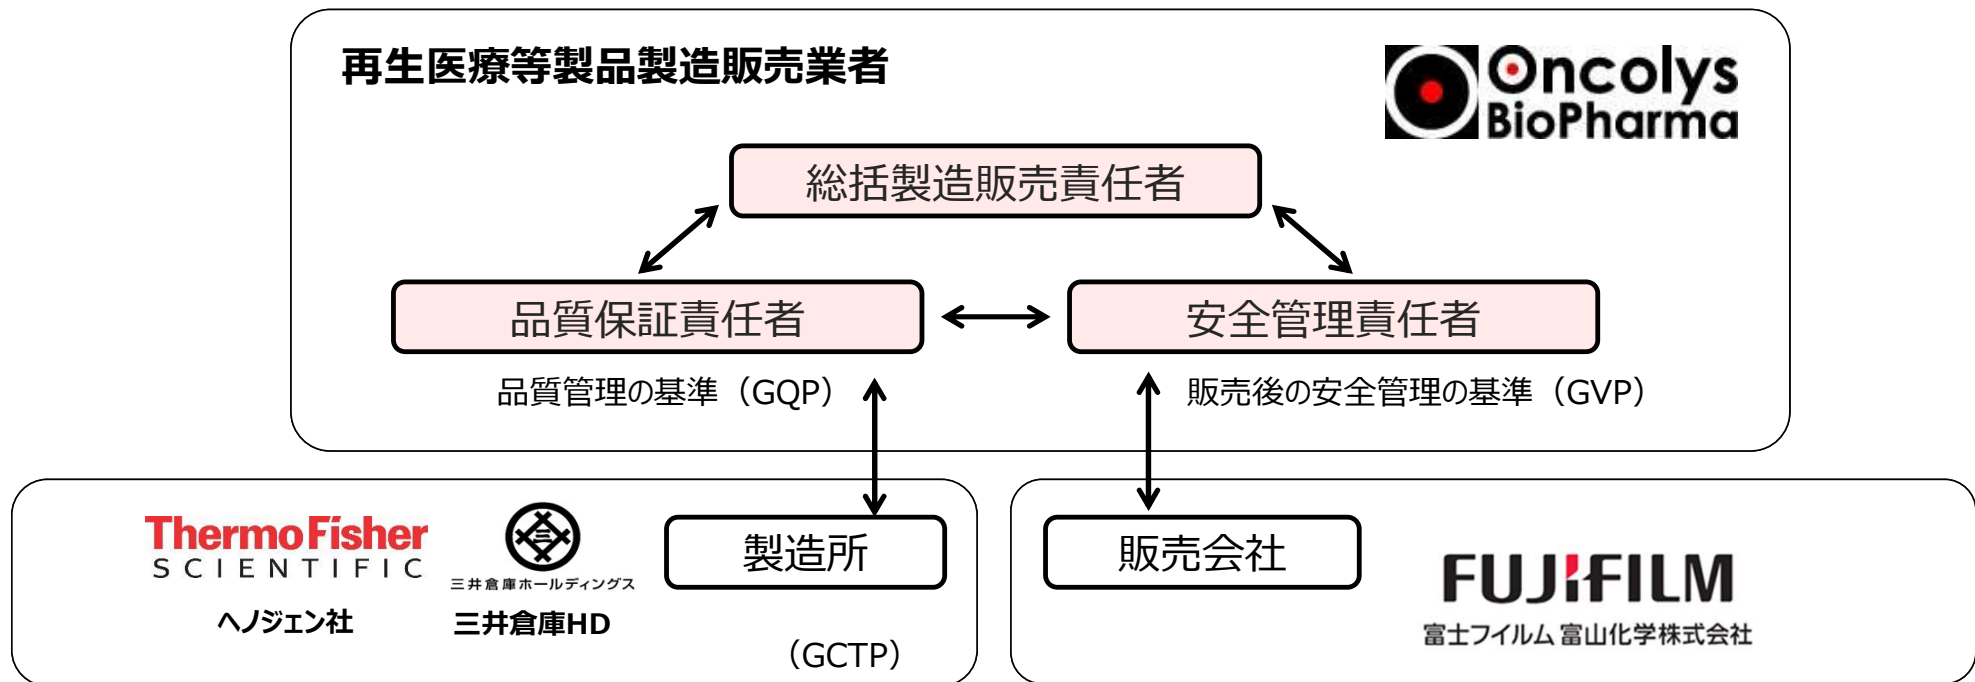 再生医療等製品製造販売業者
Oncolys
BioPharma
総括製造販売責任者
品質保証責任者
安全管理責任者
品質管理の基準（GQP）
販売後の安全管理の基準（GVP）
ThermoFisher
SCIENTIFIC
ヘノジェン社
三井倉庫ホールディングス
三井倉庫HD
製造所
（GCTP）
販売会社
FUJIFILM
富士フイルム 富山化学株式会社